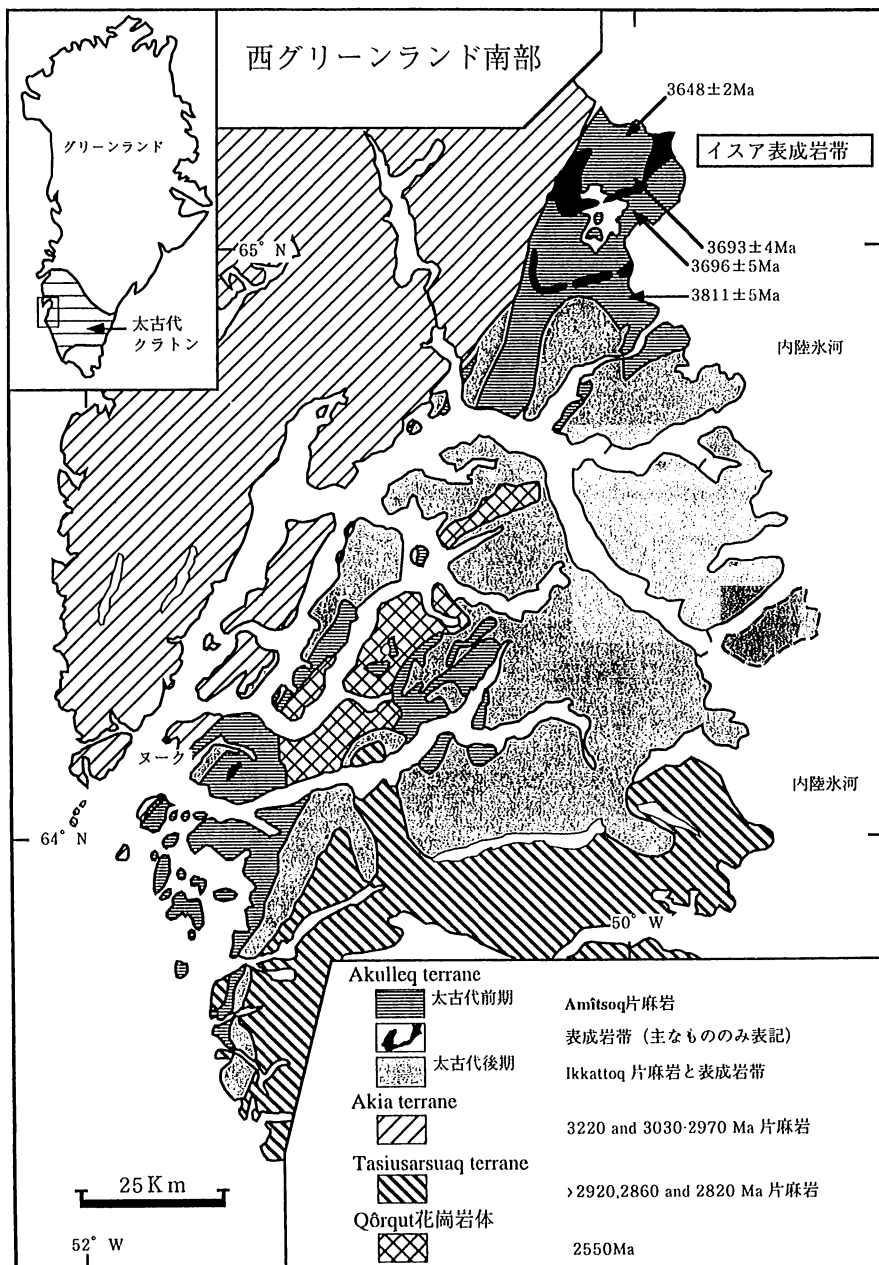 西グリーンランド南部
3648±2Ma
イスア表成岩帯
グリーンランド
65° N
3693±4Ma
3696±5Ma
3811±5Ma
太古代
クラトン
内陸氷河
ヌーク
内陸氷河
64° N
50° W
Akulleq terrane
太古代前期 Amîtsoq片麻岩
表成岩帯（主なもののみ表記）
太古代後期 Ikkattoq 片麻岩と表成岩帯
Akia terrane
3220 and 3030-2970 Ma 片麻岩
Tasiusarsuaq terrane
>2920,2860 and 2820 Ma 片麻岩
Qôrqut花崗岩体
2550Ma
25Km
52° W